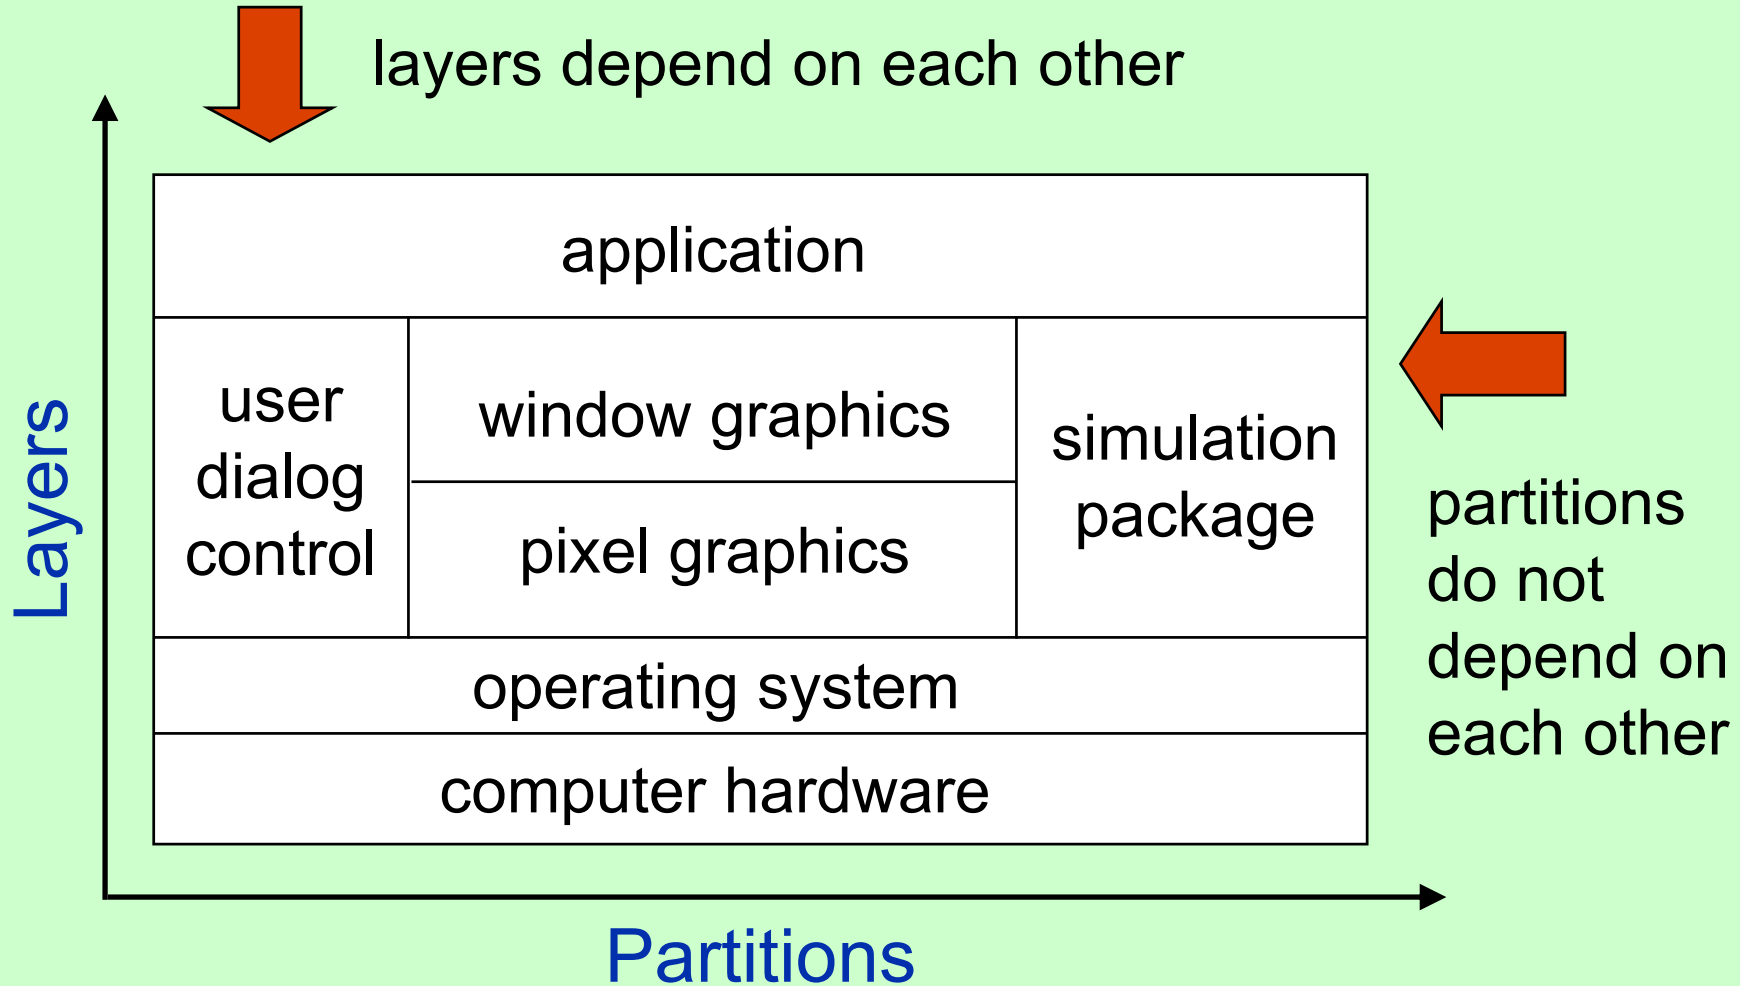 layers depend on each other
application
user
dialog
control
window graphics
pixel graphics
simulation
package
operating system
computer hardware
partitions
do not
depend on
each other
Layers
Partitions